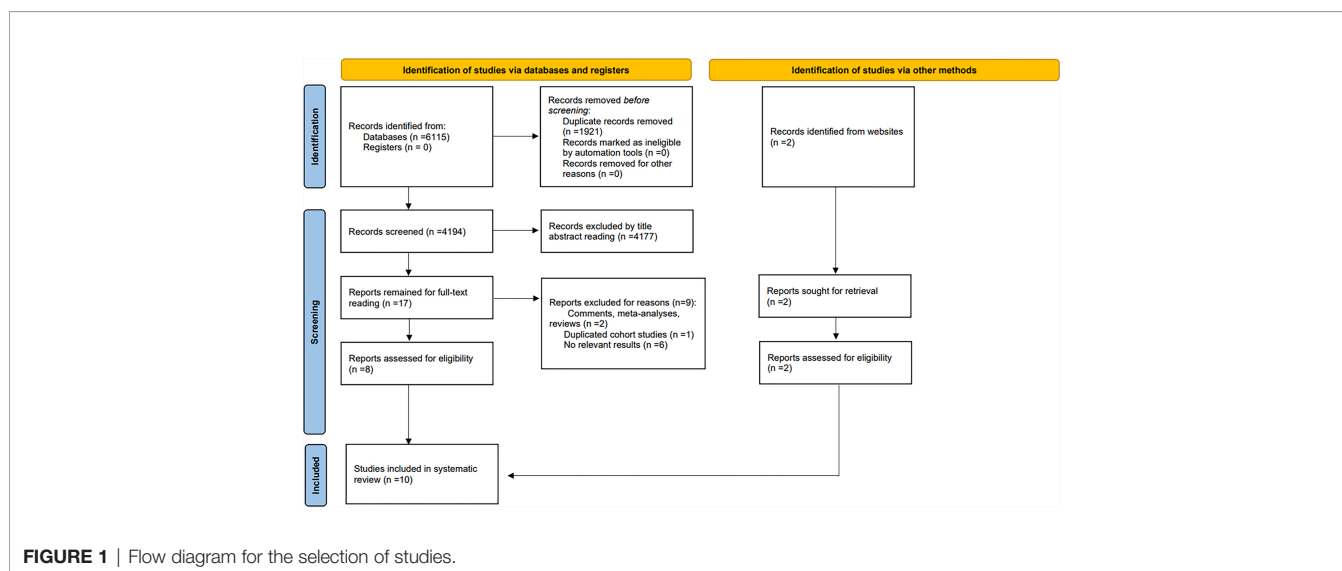 Identification of studies via databases and registers
Identification of studies via other methods
Identification
Records identified from:
Databases (n =6115)
Registers (n = 0)
Records removed before
screening:
Duplicate records removed
(n =1921)
Records marked as ineligible
by automation tools (n =0)
Records removed for other
reasons (n =0)
Records identified from websites
(n =2)
Screening
Records screened (n =4194)
Records excluded by title
abstract reading (n =4177)
Reports remained for full-text
reading (n =17)
Reports excluded for reasons (n=9):
Comments, meta-analyses,
reviews (n =2)
Duplicated cohort studies (n =1)
No relevant results (n =6)
Reports sought for retrieval
(n =2)
Reports assessed for eligibility
(n =8)
Reports assessed for eligibility
(n =2)
Included
Studies included in systematic
review (n =10)
FIGURE 1 | Flow diagram for the selection of studies.